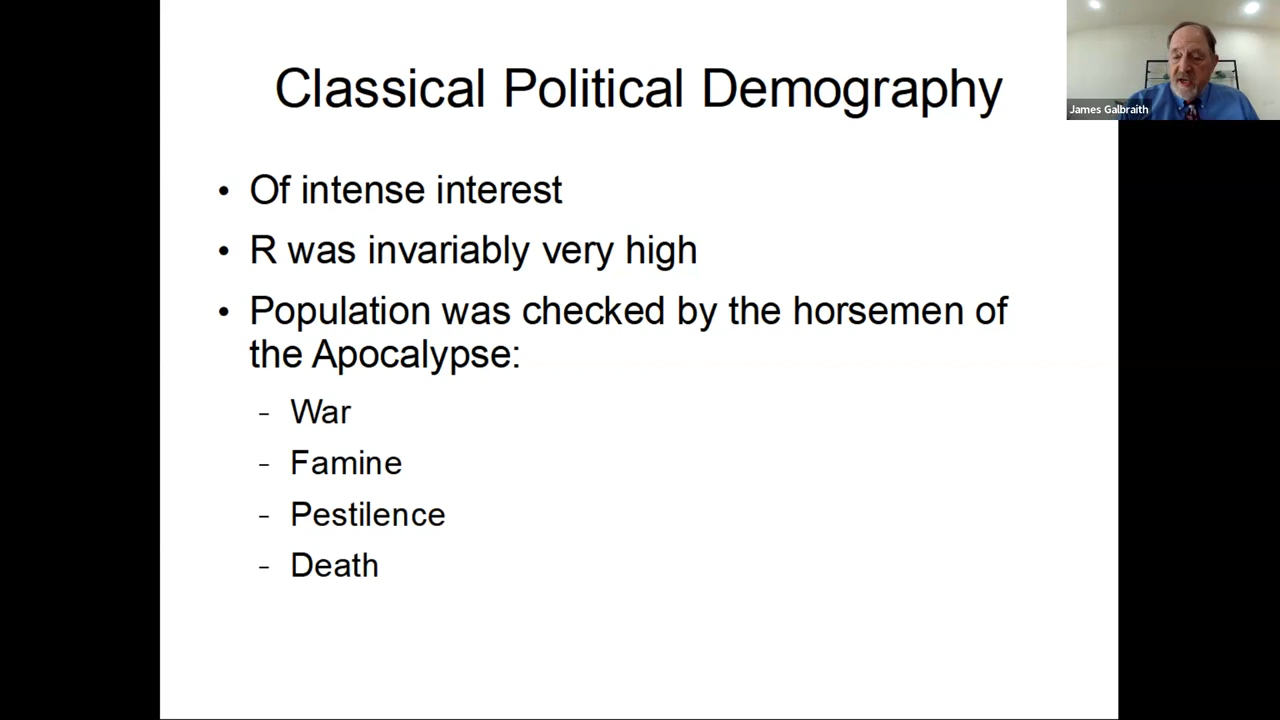 Classical Political Demography
James Galbraith
• Of intense interest
• R was invariably very high
• Population was checked by the horsemen of
the Apocalypse:
- War
- Famine
- Pestilence
- Death